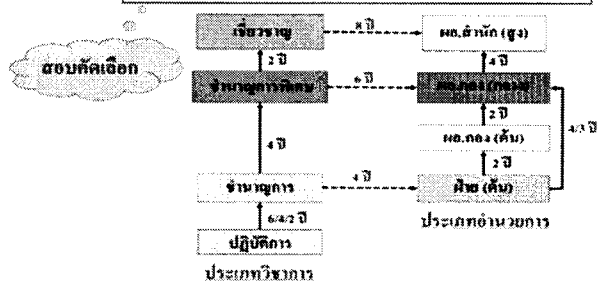 เชี่ยวชาญ
8 ปี
ผอ.สำนัก (สูง)
สอบคัดเลือก
2 ปี
4 ปี
ชำนาญการพิเศษ
6 ปี
ผอ.กอง (กลาง)
4 ปี
2 ปี
4/3 ปี
ผอ.กอง (ต้น)
2 ปี
ชำนาญการ
4 ปี
ฝ่าย (ต้น)
6/4/2 ปี
ประเภทอำนวยการ
ปฏิบัติการ
ประเภทวิชาการ